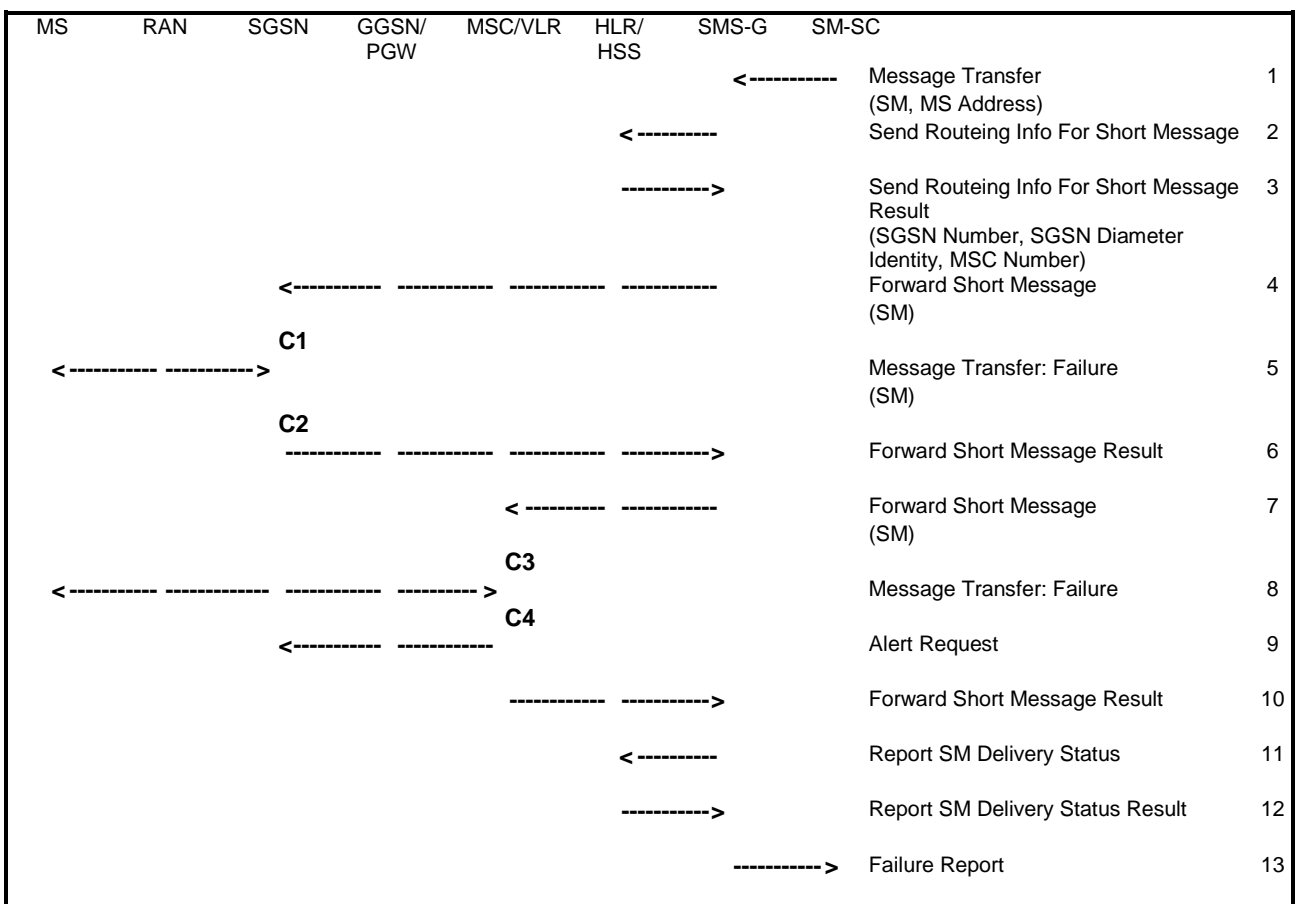 MS RAN SGSN GGSN/ MSC/VLR HLR/ SMS-G SM-SC
PGW HSS
Message Transfer 1
(SM, MS Address)
Send Routeing Info For Short Message 2
Send Routeing Info For Short Message 3
Result
(SGSN Number, SGSN Diameter
Identity, MSC Number)
Forward Short Message 4
(SM)
C1
Message Transfer: Failure 5
(SM)
C2
Forward Short Message Result 6
Forward Short Message 7
(SM)
C3
Message Transfer: Failure 8
C4
Alert Request 9
Forward Short Message Result 10
Report SM Delivery Status 11
Report SM Delivery Status Result 12
Failure Report 13